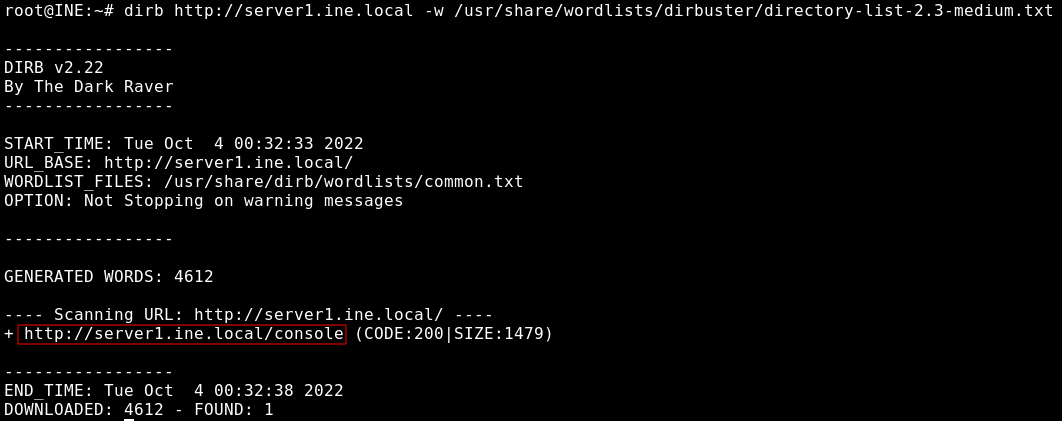 root@INE:~# dirb http://server1.INE.local -w /usr/share/wordlists/dirbuster/directory-list-2.3-medium.txt
-----------------
DIRB v2.22
By The Dark Raver
-----------------
START_TIME: Tue Oct  4 00:32:33 2022
URL_BASE: http://server1.ine.local/
WORDLIST_FILES: /usr/share/dirb/wordlists/common.txt
OPTION: Not Stopping on warning messages
-----------------
GENERATED WORDS: 4612
---- Scanning URL: http://server1.ine.local/ ----
+ http://server1.ine.local/console (CODE:200|SIZE:1479)
-----------------
END_TIME: Tue Oct  4 00:32:38 2022
DOWNLOADED: 4612 - FOUND: 1